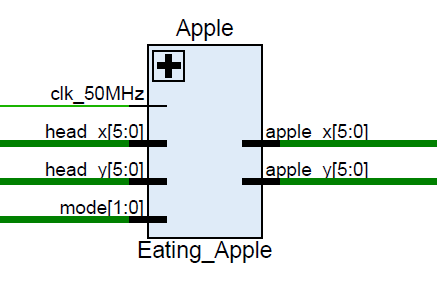 Apple
clk_50MHz
head_x[5:0]
apple_x[5:0]
head_y[5:0]
apple_y[5:0]
mode[1:0]
Eating_Apple